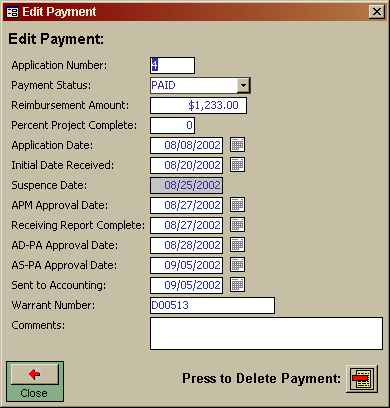 Edit Payment
Edit Payment:
Application Number: 4
Payment Status: PAID
Reimbursement Amount: $1,233.00
Percent Project Complete: 0
Application Date: 08/08/2002
Initial Date Received: 08/20/2002
Suspence Date: 08/25/2002
APM Approval Date: 08/27/2002
Receiving Report Complete: 08/27/2002
AD-PA Approval Date: 08/28/2002
AS-PA Approval Date: 09/05/2002
Sent to Accounting: 09/05/2002
Warrant Number: D00513
Comments:
Close
Press to Delete Payment: